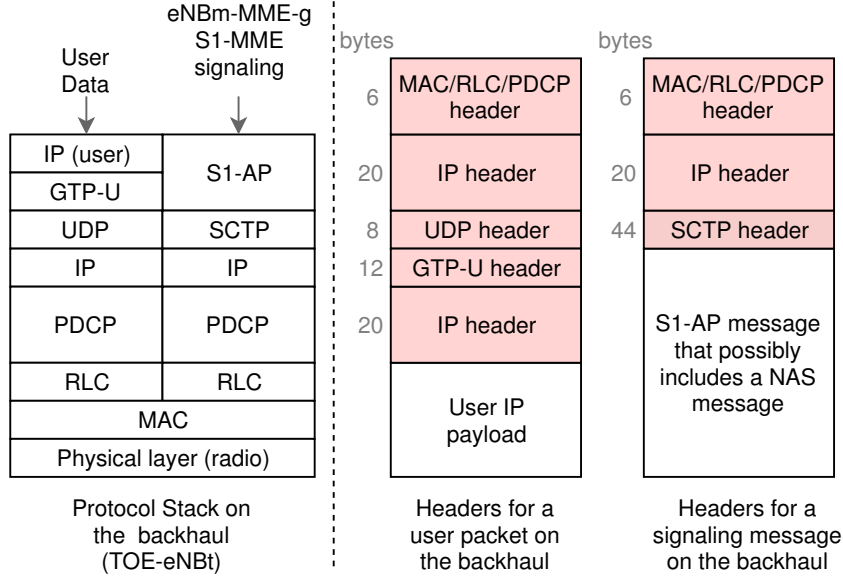 User
Data
eNBm-MME-g
S1-MME
signaling
IP (user)
GTP-U
S1-AP
UDP
SCTP
IP
IP
PDCP
PDCP
RLC
RLC
MAC
Physical layer (radio)
Protocol Stack on
the backhaul
(TOE-eNBt)
bytes
6
MAC/RLC/PDCP
header
20
IP header
8
UDP header
12
GTP-U header
20
IP header
User IP
payload
Headers for a
user packet on
the backhaul
bytes
6
MAC/RLC/PDCP
header
20
IP header
44
SCTP header
S1-AP message
that possibly
includes a NAS
message
Headers for a
signaling message
on the backhaul